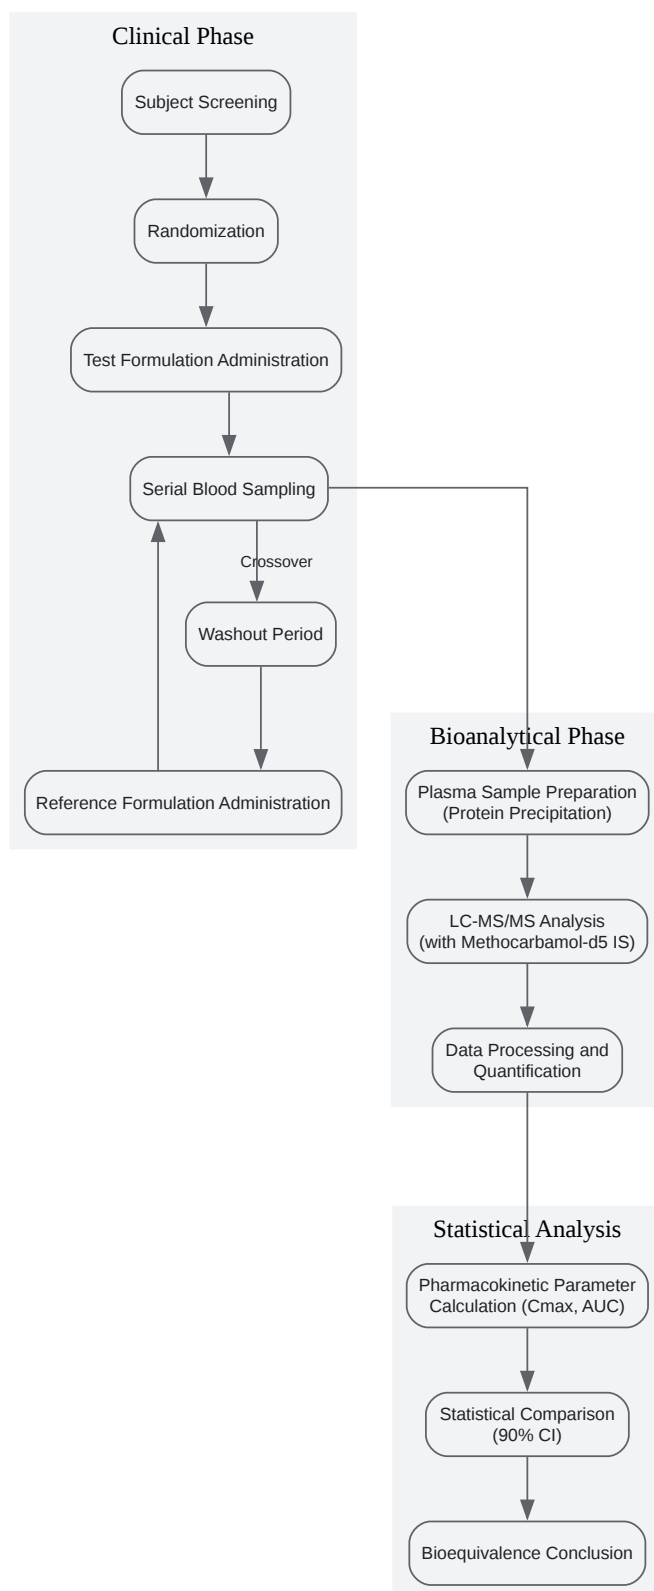 Clinical Phase
Subject Screening
Randomization
Test Formulation Administration
Serial Blood Sampling
Crossover
Washout Period
Reference Formulation Administration
Bioanalytical Phase
Plasma Sample Preparation
(Protein Precipitation)
LC-MS/MS Analysis
(with Methocarbamol-d5 IS)
Data Processing and
Quantification
Statistical Analysis
Pharmacokinetic Parameter
Calculation (Cmax, AUC)
Statistical Comparison
(90% CI)
Bioequivalence Conclusion